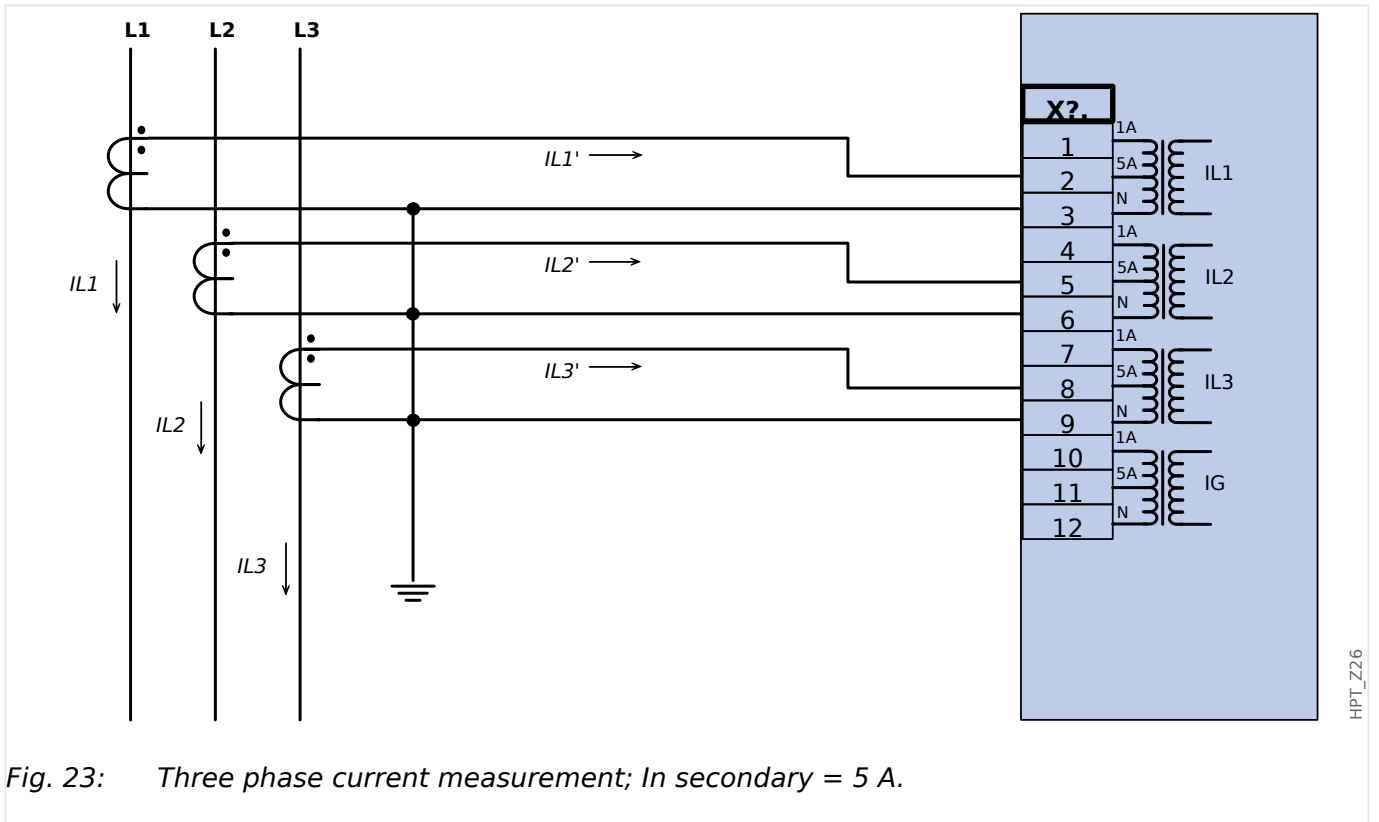 L1 L2 L3
X?.
1
2
3
4
5
6
7
8
9
10
11
12
1A
5A
N
IL1
1A
5A
N
IL2
1A
5A
N
IL3
1A
5A
N
IG
IL1'
IL2'
IL3'
IL1
IL2
IL3
HPT_Z26
Fig. 23: Three phase current measurement; In secondary = 5 A.